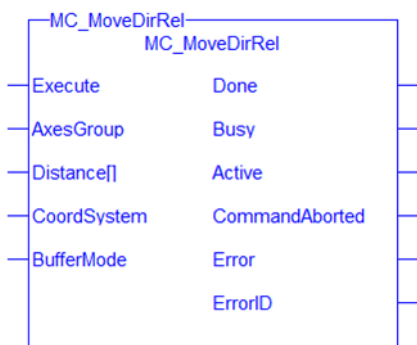 MC_MoveDirRel
MC_MoveDirRel
Execute Done
AxesGroup Busy
Distance[] Active
CoordSystem CommandAborted
BufferMode Error
ErrorID